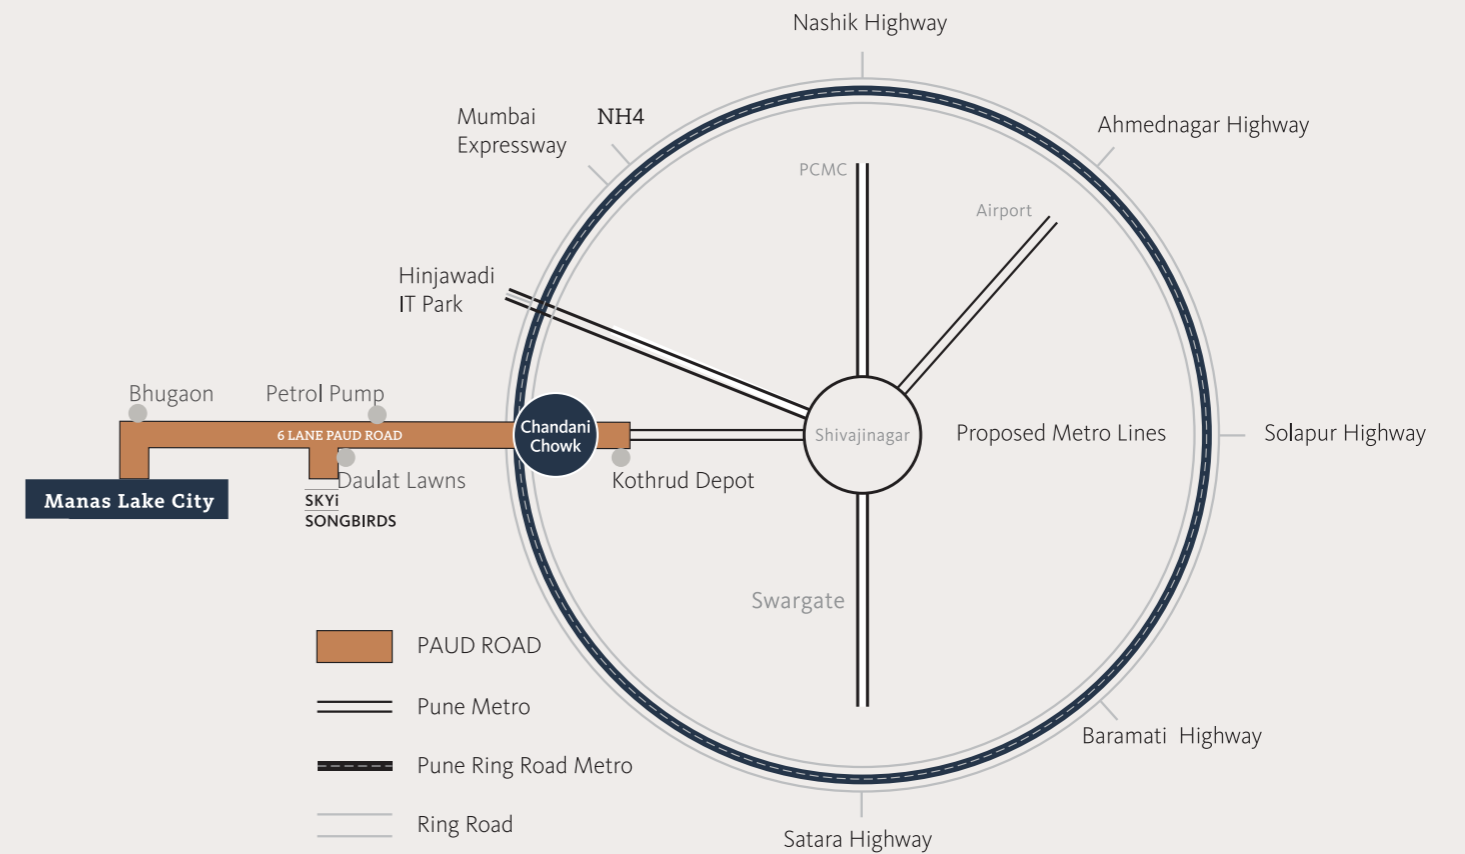 Nashik Highway
Mumbai
Expressway
NH4
Ahmednagar Highway
PCMC
Airport
Hinjawadi
IT Park
Bhugaon
Petrol Pump
6 LANE PAUD ROAD
Chandani
Chowk
Shivajinagar
Proposed Metro Lines
Solapur Highway
Daulat Lawns
Kothrud Depot
Manas Lake City
SKYi
SONGBIRDS
Swargate
PAUD ROAD
Pune Metro
Baramati Highway
Pune Ring Road Metro
Ring Road
Satara Highway